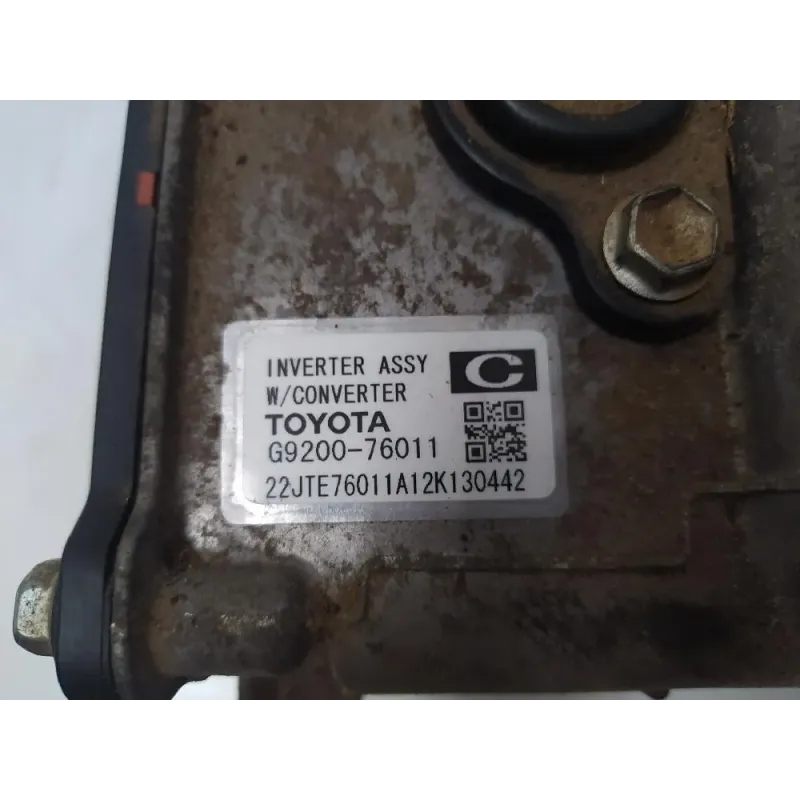 INVERTER ASSY
W/CONVERTER
C
TOYOTA
G9200-76011
22JTE76011A12K130442